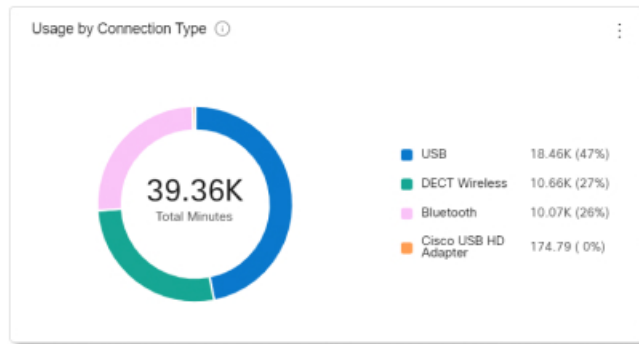 Usage by Connection Type
39.36K
Total Minutes
USB 18.46K (47%)
DECT Wireless 10.66K (27%)
Bluetooth 10.07K (26%)
Cisco USB HD
Adapter 174.79 ( 0%)